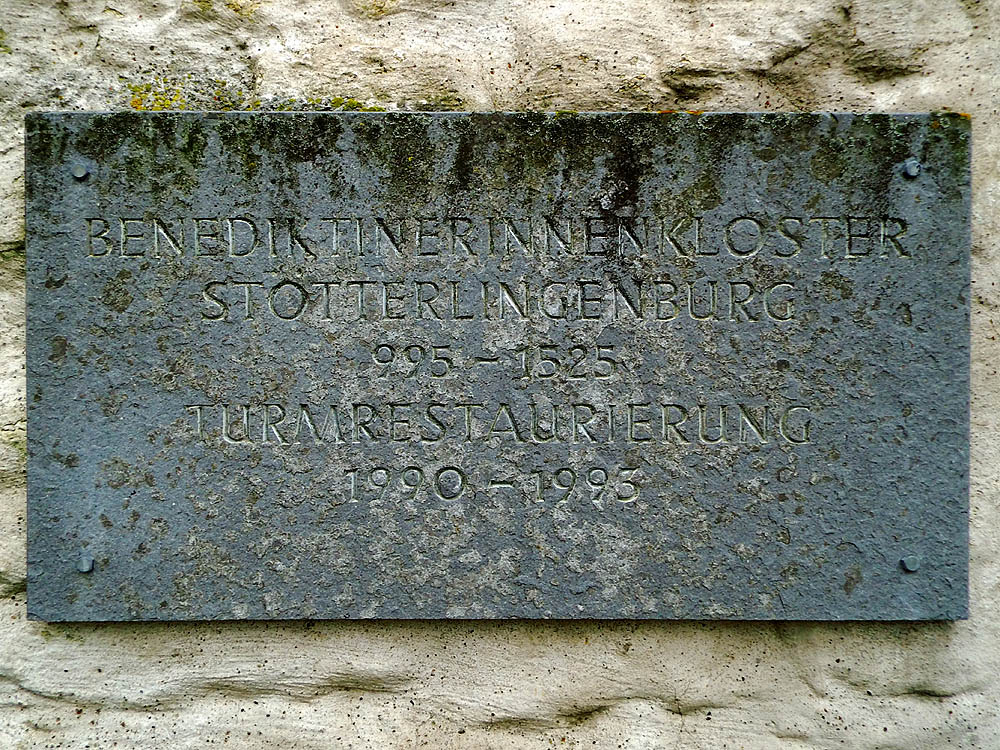 BENEDIKTINERINNENKLOSTER
STÖTTERLINGENBURG
995 – 1525
TURMRESTAURIERUNG
1990 – 1993